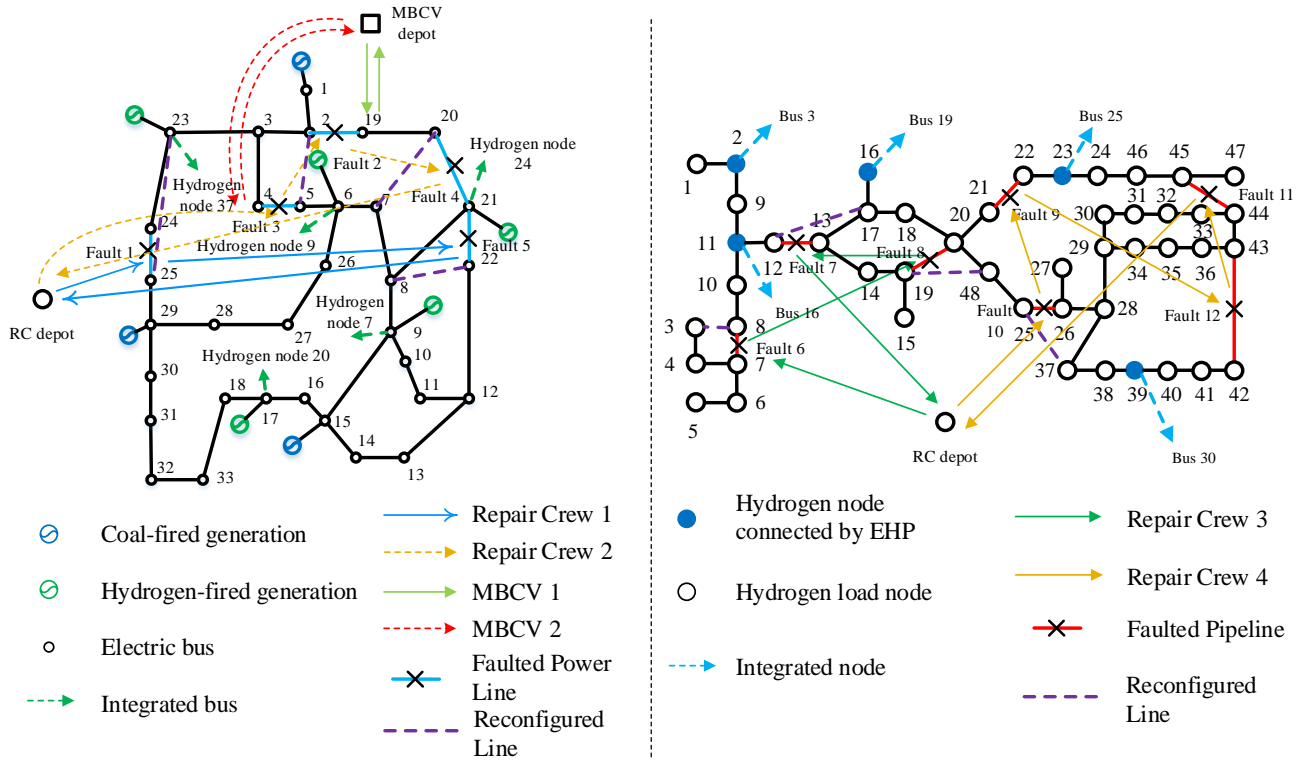 MBCV
depot
1
23
3
2
19
20
Fault 2
Hydrogen node
24
Hydrogen
node 37
4
5
6
7
Fault 4
21
Fault 3
24
Fault 1
Hydrogen node 9
Fault 5
22
25
26
8
RC depot
29
28
27
Hydrogen
node 7
9
30
Hydrogen node 20
10
11
12
18
17
16
15
31
14
13
32
33
Coal-fired generation
Hydrogen-fired generation
Electric bus
Integrated bus
Repair Crew 1
Repair Crew 2
MBCV 1
MBCV 2
Faulted Power
Line
Reconfigured
Line
Bus 3
Bus 19
Bus 25
2
1
16
22
23
24
46
45
47
9
21
31
32
Fault 11
Fault 9
11
13
17
18
20
30
33
44
12
Fault 7
Fault 8
29
43
10
14
19
48
27
34
35
36
Bus 16
Fault
10
25
26
28
Fault 12
3
8
15
Fault 6
4
7
37
38
39
40
41
42
5
6
RC depot
Bus 30
Hydrogen node
connected by EHP
Hydrogen load node
Integrated node
Repair Crew 3
Repair Crew 4
Faulted Pipeline
Reconfigured
Line